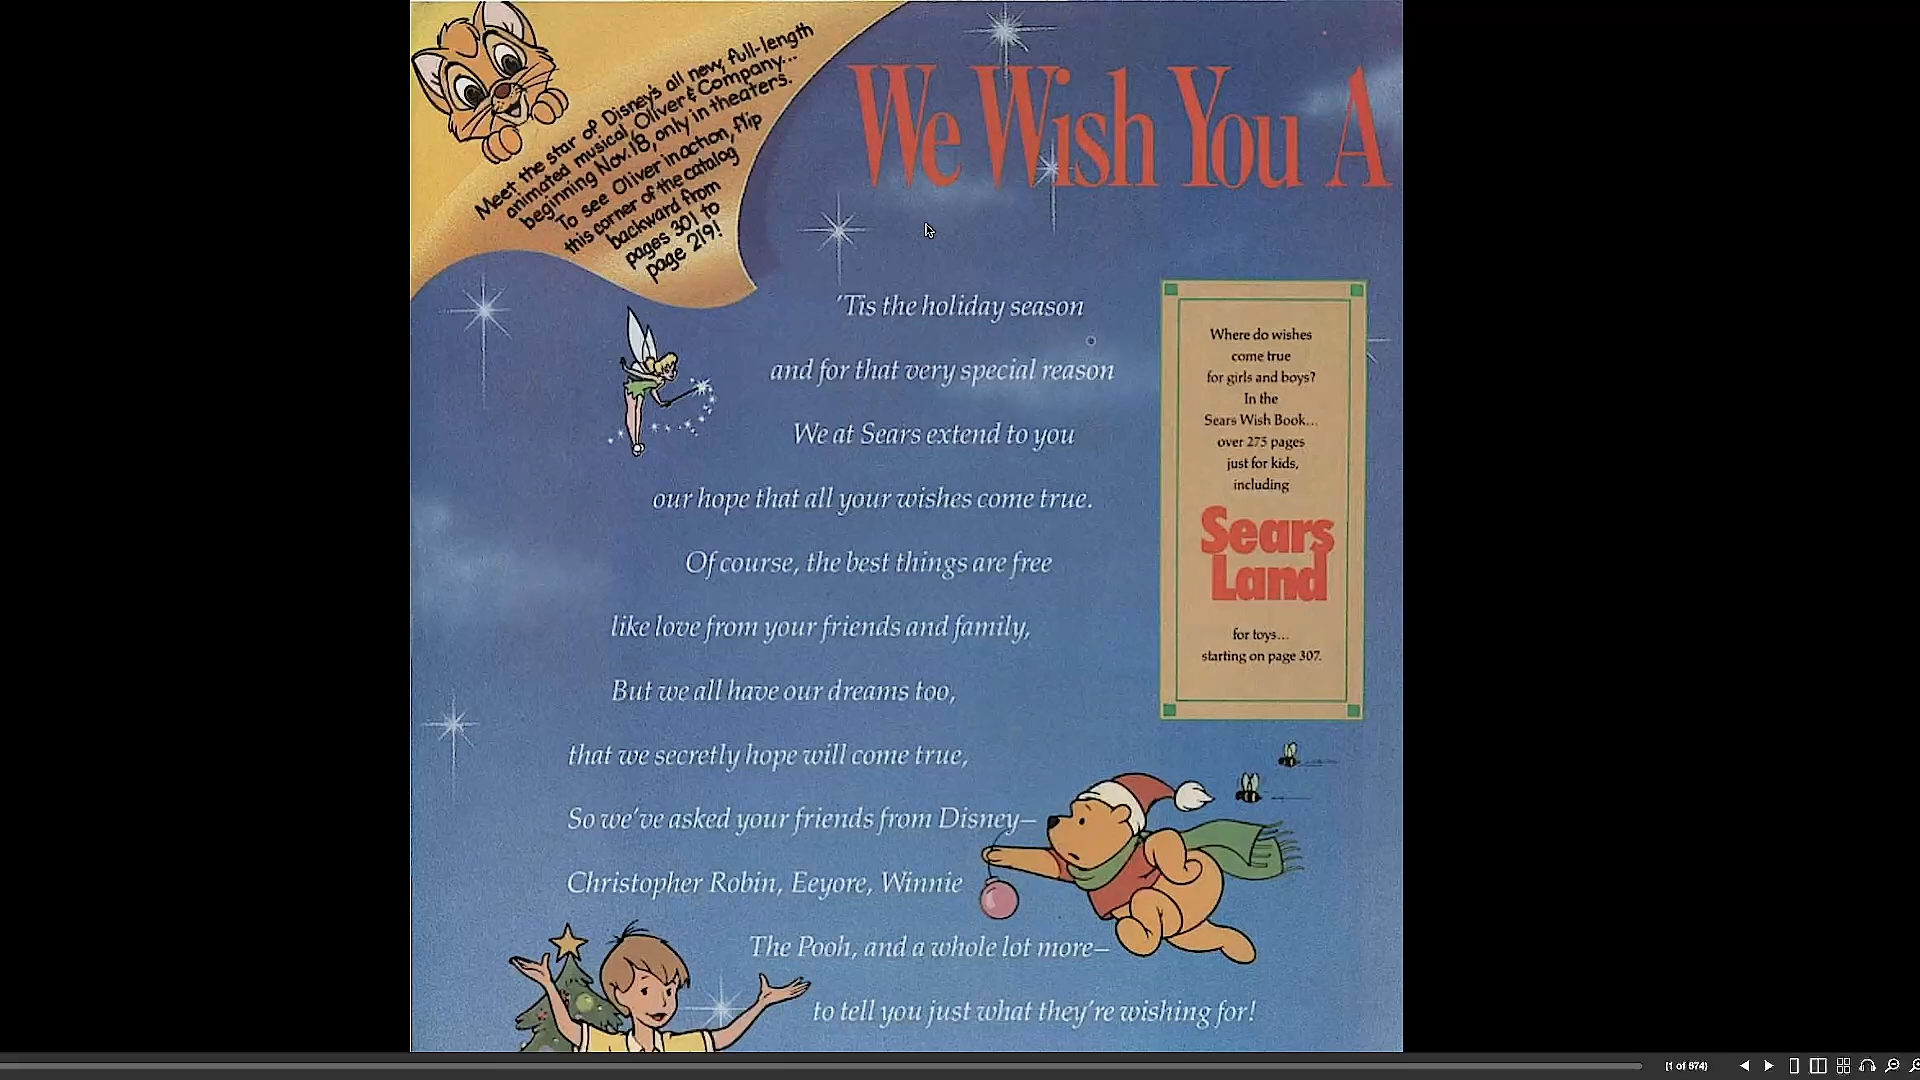 Meet the star of Disney's all new, full-length
animated musical, Oliver & Company...
beginning Nov. 18, only in theaters.
To see Oliver in action, flip
this corner of the catalog
backward from
pages 301 to
page 219!
We Wish You A
'Tis the holiday season
and for that very special reason
We at Sears extend to you
our hope that all your wishes come true.
Of course, the best things are free
like love from your friends and family,
But we all have our dreams too,
that we secretly hope will come true,
So we've asked your friends from Disney—
Christopher Robin, Eeyore, Winnie
The Pooh, and a whole lot more—
to tell you just what they're wishing for!
Where do wishes
come true
for girls and boys?
In the
Sears Wish Book...
over 275 pages
just for kids,
including
Sears
Land
for toys...
starting on page 307.
(1 of 674)